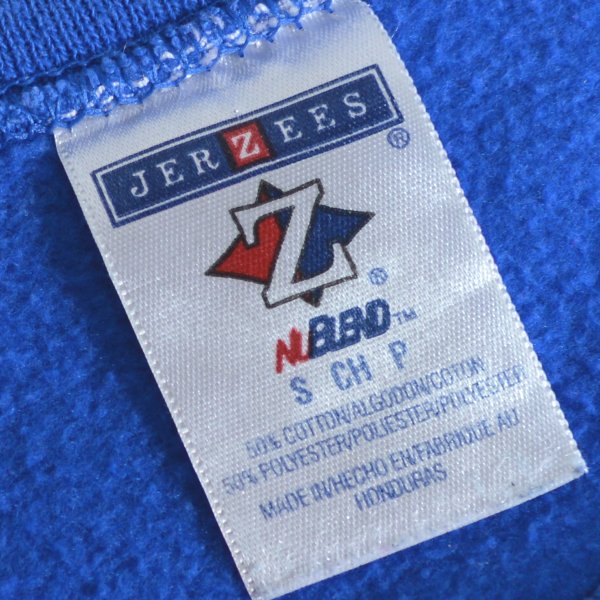 JERZEES®
Z®
NUBLEND™
S CH P
50% COTTON/ALGODON/COTON
50% POLYESTER/POLIESTER/POLYESTER
MADE IN/HECHO EN/FABRIQUE AU
HONDURAS